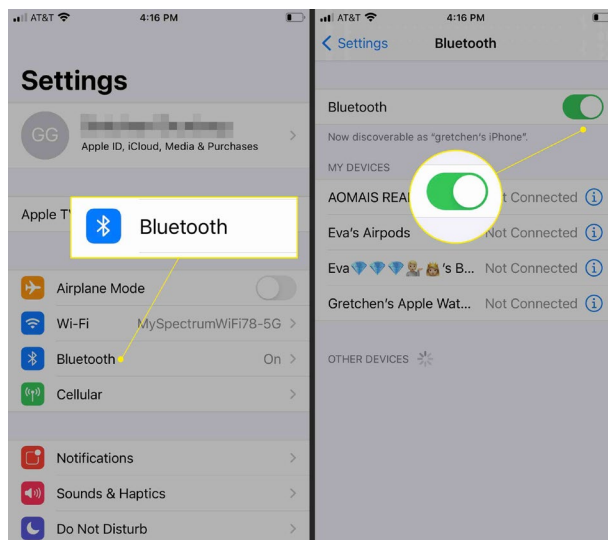 AT&T 4:16 PM
Settings
GG
Apple ID, iCloud, Media & Purchases
Apple
Bluetooth
Airplane Mode
Wi-Fi MySpectrumWiFi78-5G
Bluetooth On
Cellular
Notifications
Sounds & Haptics
Do Not Disturb
AT&T 4:16 PM
Settings Bluetooth
Bluetooth
Now discoverable as “gretchen's iPhone”.
MY DEVICES
AOMAIS Connected
Eva's Airpods Not Connected
Eva💎💎💎💆🏼‍♀️👸🏼's B... Not Connected
Gretchen's Apple Wat... Not Connected
OTHER DEVICES